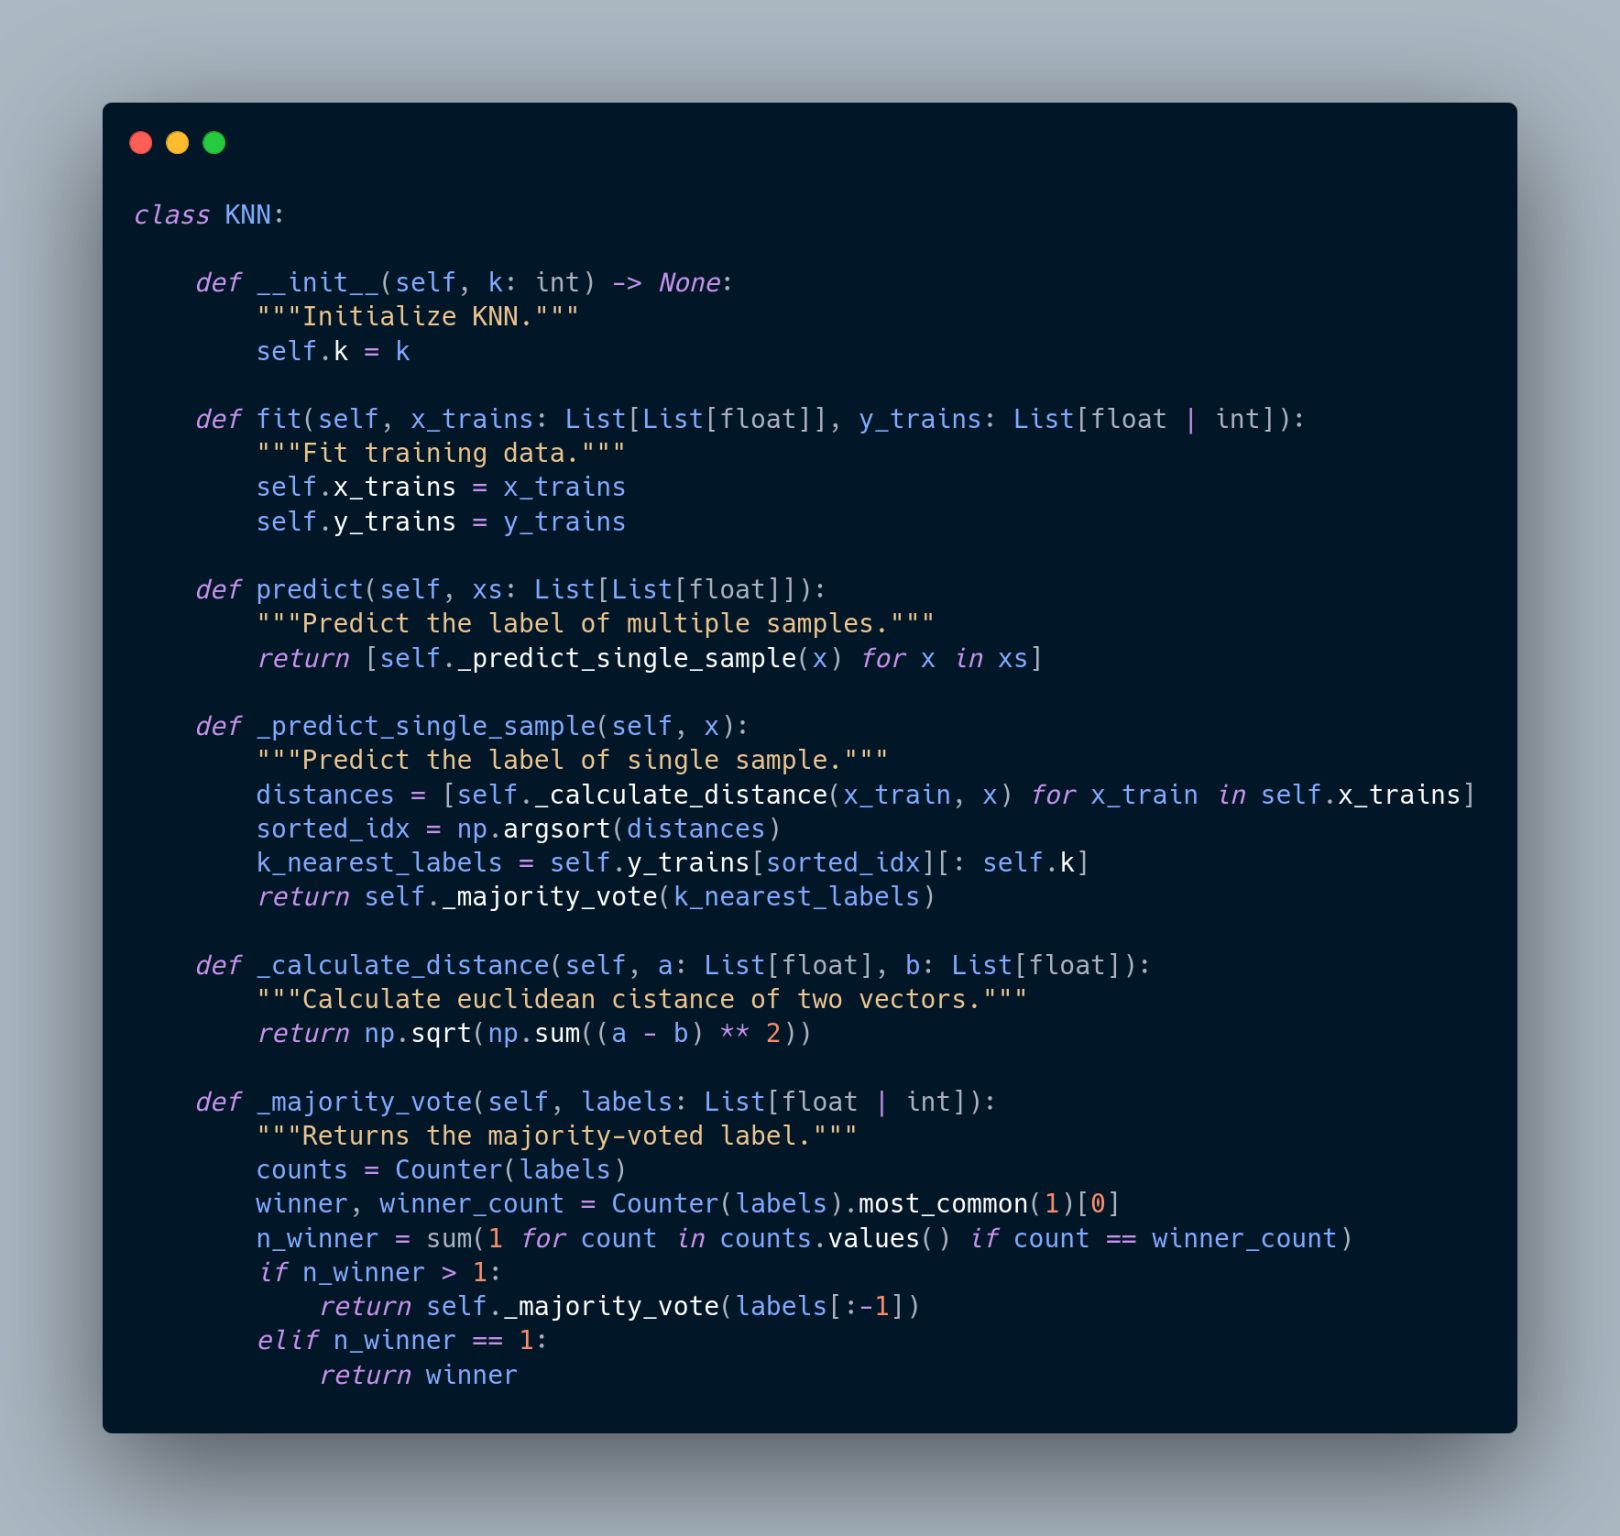 class KNN:
    def __init__(self, k: int) -> None:
        """Initialize KNN."""
        self.k = k
    def fit(self, x_trains: List[List[float]], y_trains: List[float | int]):
        """Fit training data."""
        self.x_trains = x_trains
        self.y_trains = y_trains
    def predict(self, xs: List[List[float]]):
        """Predict the label of multiple samples."""
        return [self._predict_single_sample(x) for x in xs]
    def _predict_single_sample(self, x):
        """Predict the label of single sample."""
        distances = [self._calculate_distance(x_train, x) for x_train in self.x_trains]
        sorted_idx = np.argsort(distances)
        k_nearest_labels = self.y_trains[sorted_idx][: self.k]
        return self._majority_vote(k_nearest_labels)
    def _calculate_distance(self, a: List[float], b: List[float]):
        """Calculate euclidean cistance of two vectors."""
        return np.sqrt(np.sum((a - b) ** 2))
    def _majority_vote(self, labels: List[float | int]):
        """Returns the majority-voted label."""
        counts = Counter(labels)
        winner, winner_count = Counter(labels).most_common(1)[0]
        n_winner = sum(1 for count in counts.values() if count == winner_count)
        if n_winner > 1:
            return self._majority_vote(labels[:-1])
        elif n_winner == 1:
            return winner